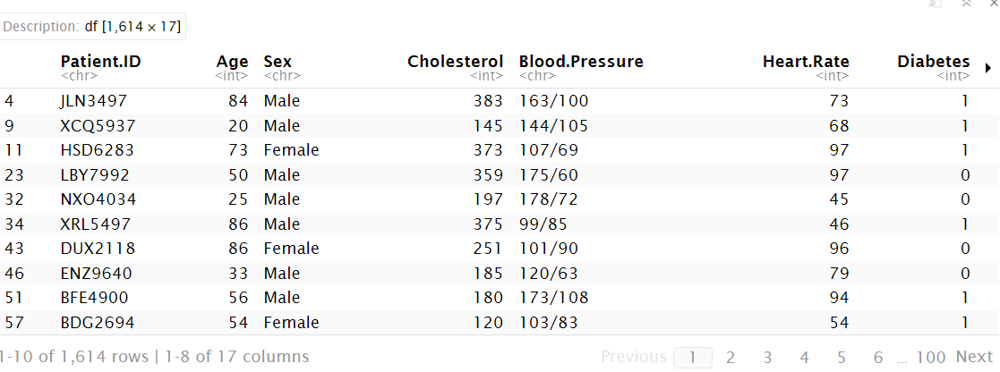 Description: df [1,614 × 17]
Patient.ID Age Sex Cholesterol Blood.Pressure Heart.Rate Diabetes
<chr> <int> <chr> <int> <chr> <int> <int>
4 JLN3497 84 Male 383 163/100 73 1
9 XCQ5937 20 Male 145 144/105 68 1
11 HSD6283 73 Female 373 107/69 97 1
23 LBY7992 50 Male 359 175/60 97 0
32 NXO4034 25 Male 197 178/72 45 0
34 XRL5497 86 Male 375 99/85 46 1
43 DUX2118 86 Female 251 101/90 96 0
46 ENZ9640 33 Male 185 120/63 79 0
51 BFE4900 56 Male 180 173/108 94 1
57 BDG2694 54 Female 120 103/83 54 1
1-10 of 1,614 rows | 1-8 of 17 columns Previous 1 2 3 4 5 6 ... 100 Next